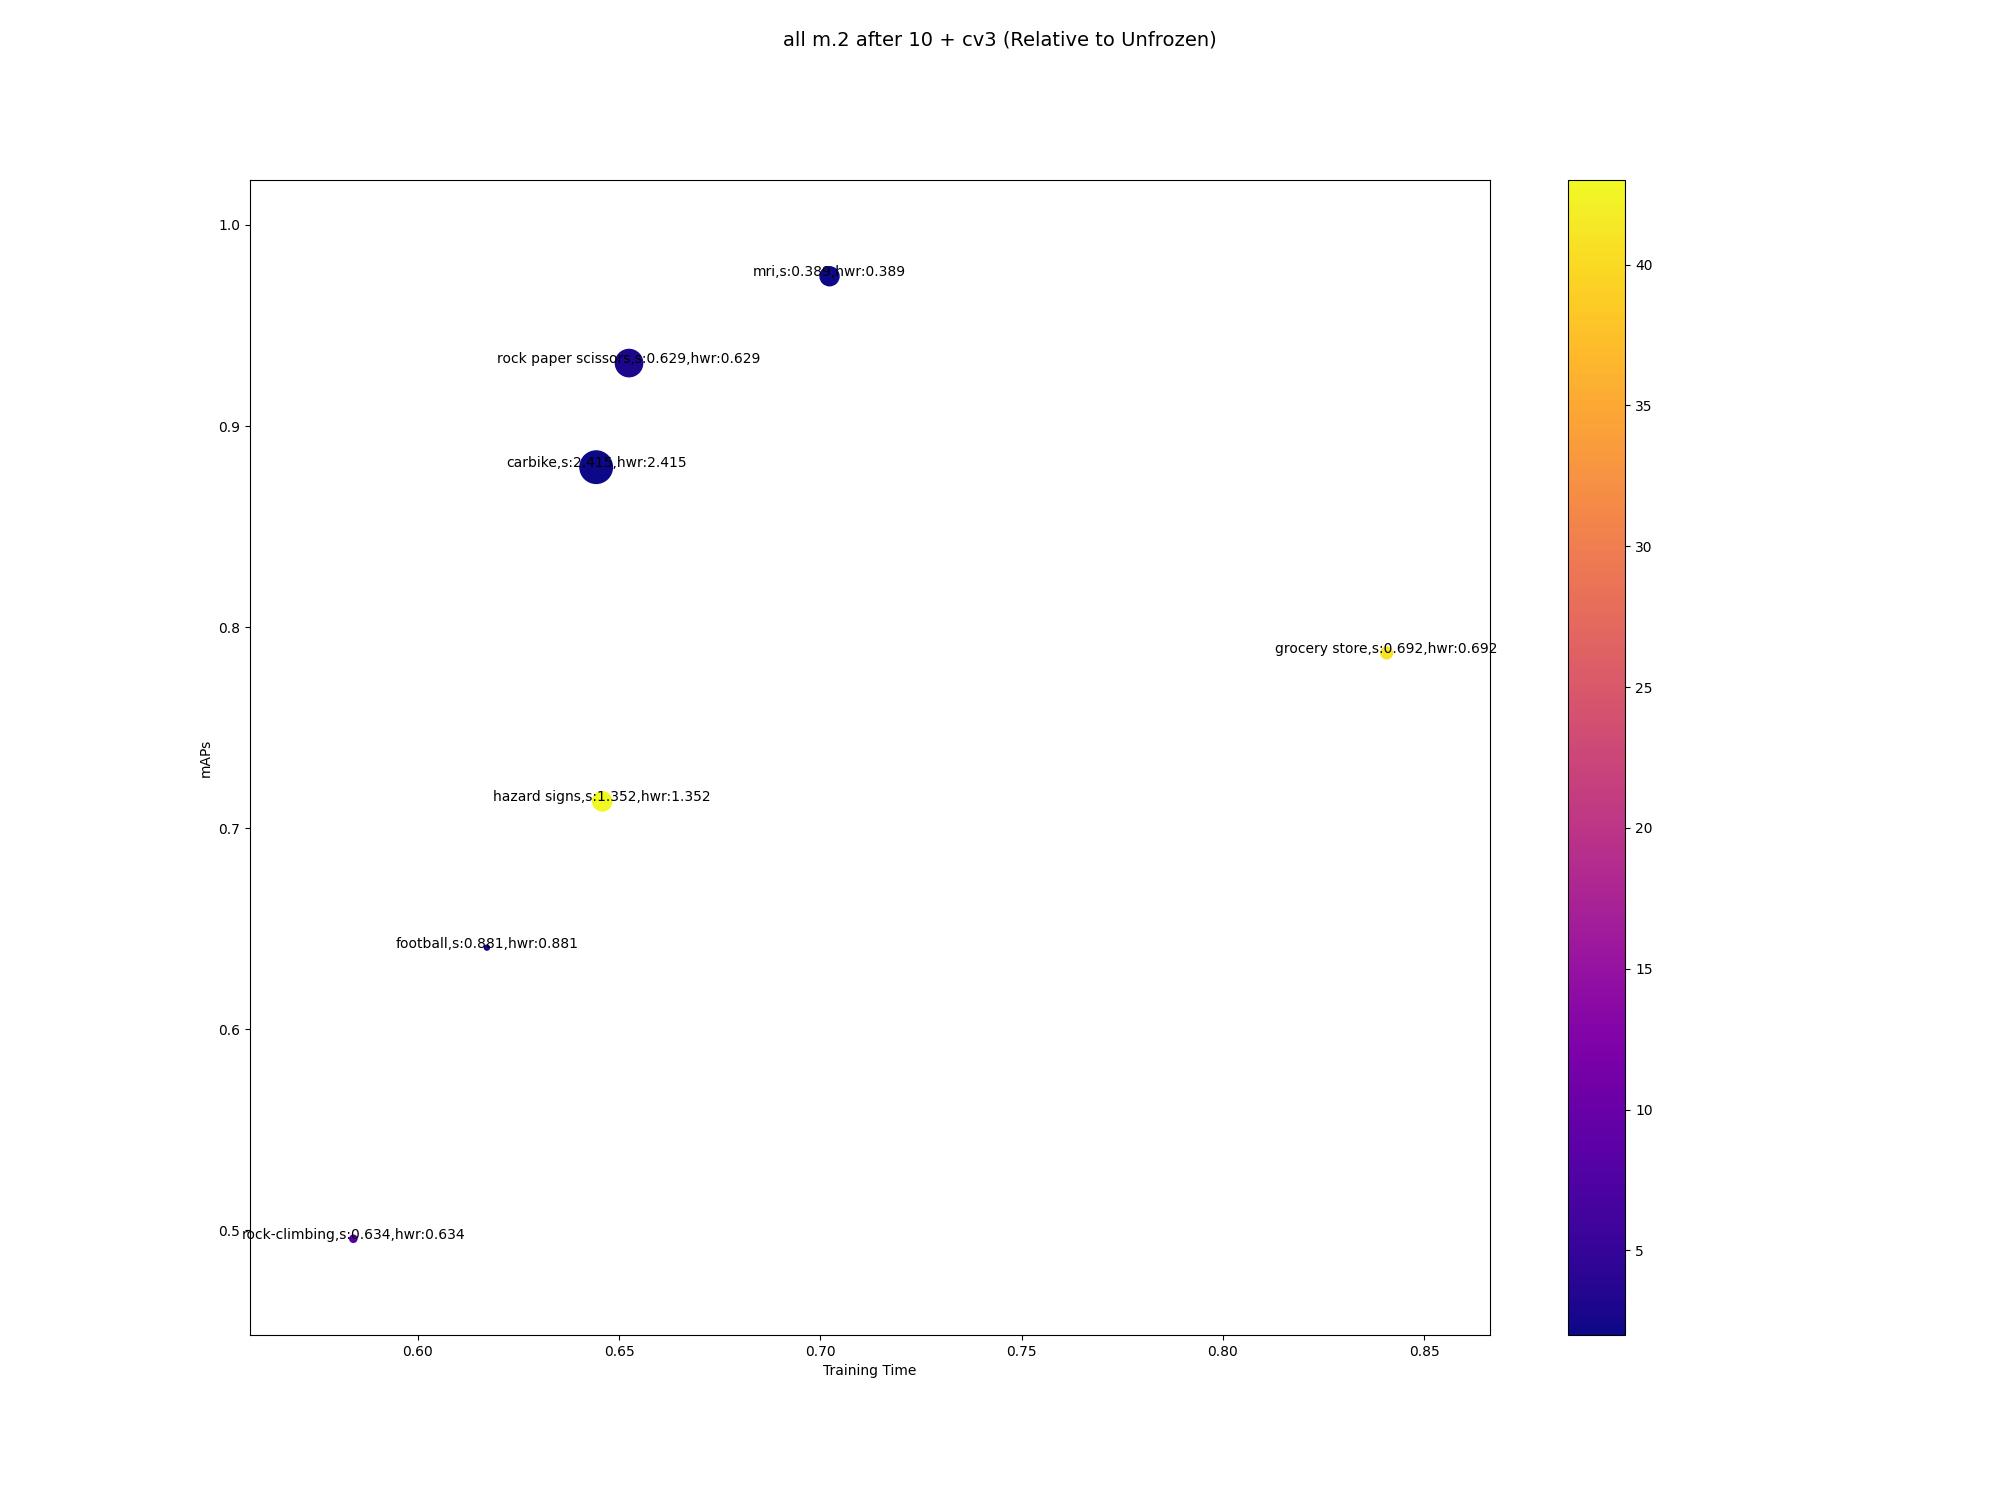 all m.2 after 10 + cv3 (Relative to Unfrozen)
1.0
0.9
0.8
0.7
0.6
0.5
mAPs
mri,s:0.389,hwr:0.389
rock paper scissors,s:0.629,hwr:0.629
carbike,s:2.415,hwr:2.415
grocery store,s:0.692,hwr:0.692
hazard signs,s:1.352,hwr:1.352
football,s:0.881,hwr:0.881
rock-climbing,s:0.634,hwr:0.634
0.60 0.65 0.70 0.75 0.80 0.85
Training Time
40
35
30
25
20
15
10
5